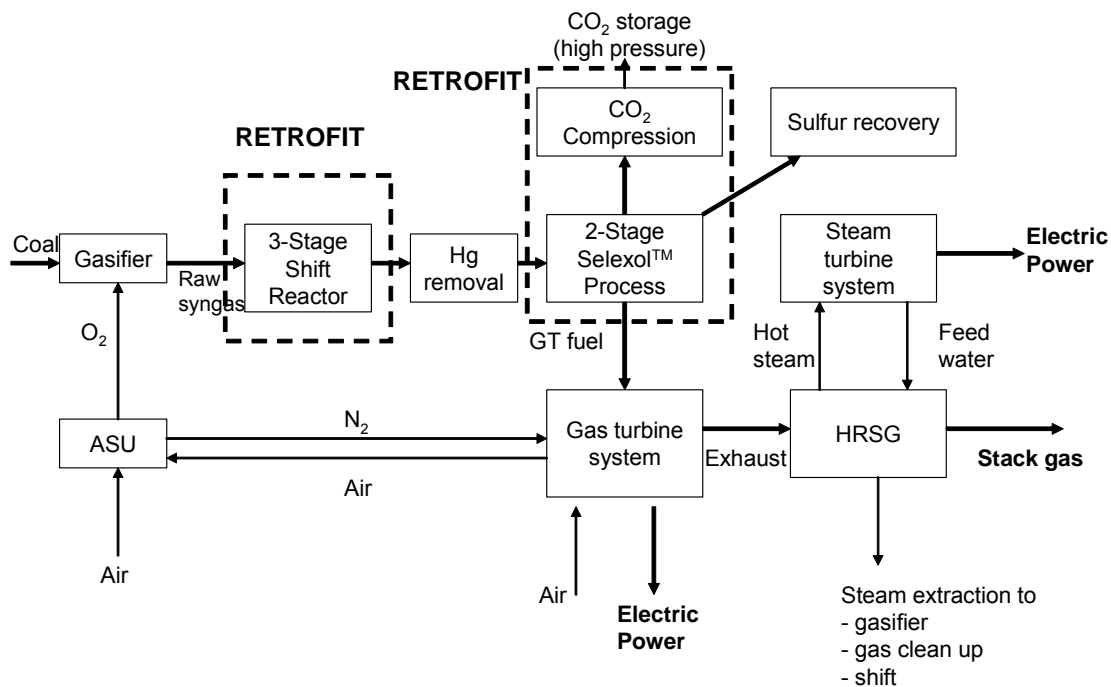 CO₂ storage
(high pressure)
RETROFIT
CO₂
Compression
Sulfur recovery
RETROFIT
Coal
Gasifier
Raw
syngas
3-Stage
Shift
Reactor
Hg
removal
2-Stage
Selexol™
Process
Steam
turbine
system
Electric
Power
O₂
GT fuel
Hot
steam
Feed
water
ASU
N₂
Air
Gas turbine
system
Exhaust
HRSG
Stack gas
Air
Air
Electric
Power
Steam extraction to
- gasifier
- gas clean up
- shift